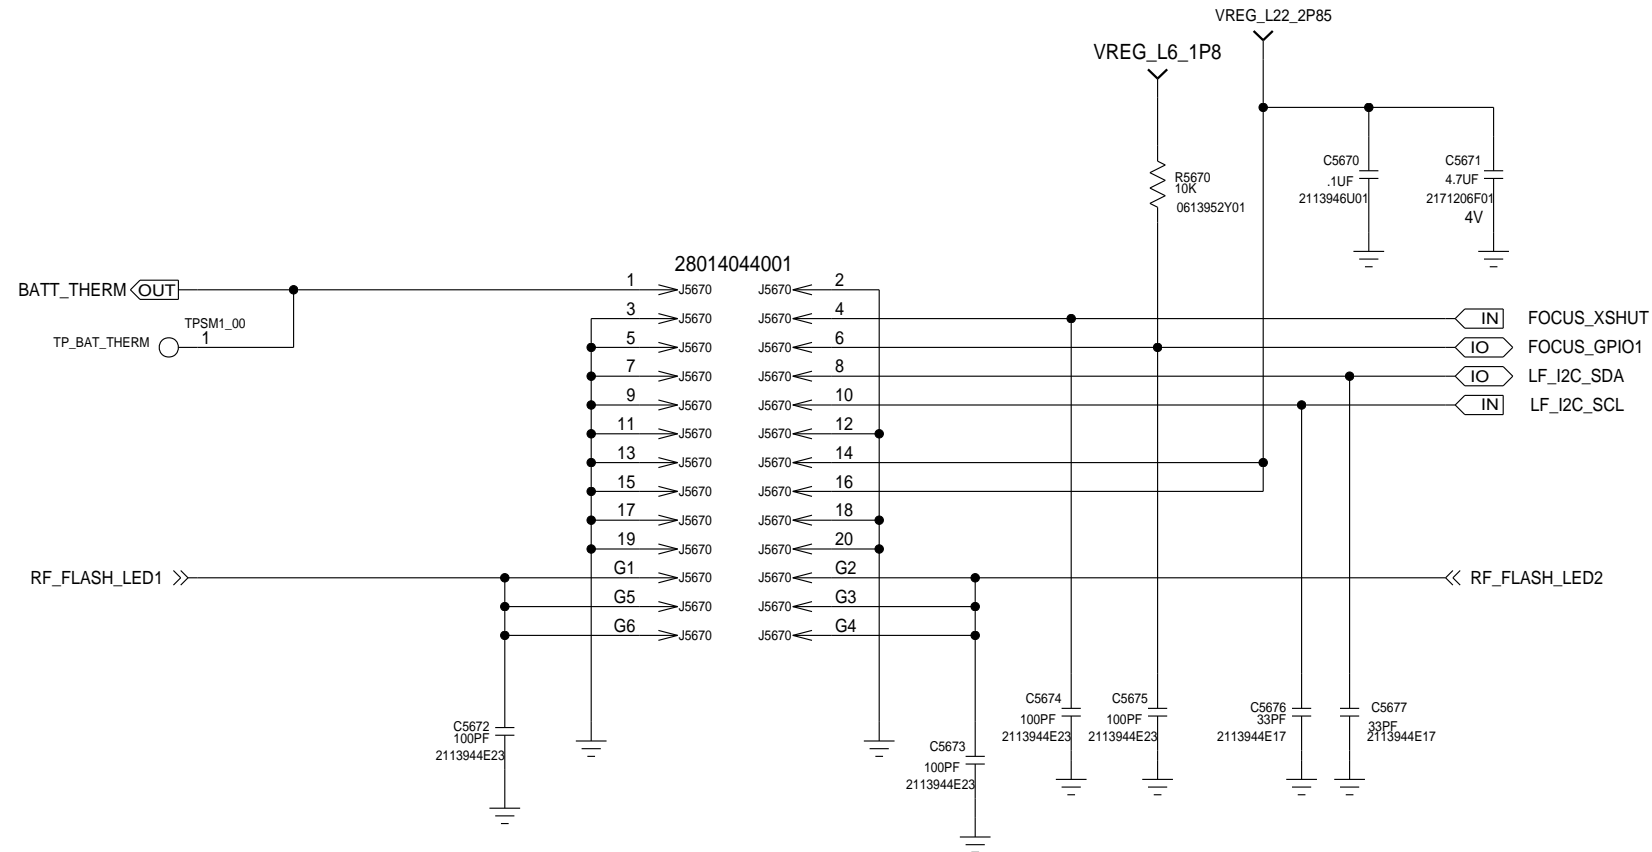 VREG_L22_2P85
VREG_L6_1P8
C5670
.1UF
2113946U01
C5671
4.7UF
2171206F01
4V
R5670
10K
0613952Y01
28014044001
BATT_THERM OUT
TP_BAT_THERM
TPSM1_00
1
1 J5670 J5670 2
3 J5670 J5670 4 IN FOCUS_XSHUT
5 J5670 J5670 6 IO FOCUS_GPIO1
7 J5670 J5670 8 IO LF_I2C_SDA
9 J5670 J5670 10 IN LF_I2C_SCL
11 J5670 J5670 12
13 J5670 J5670 14
15 J5670 J5670 16
17 J5670 J5670 18
19 J5670 J5670 20
RF_FLASH_LED1 G1 J5670 J5670 G2 RF_FLASH_LED2
G5 J5670 J5670 G3
G6 J5670 J5670 G4
C5672
100PF
2113944E23
C5673
100PF
2113944E23
C5674
100PF
2113944E23
C5675
100PF
2113944E23
C5676
33PF
2113944E17
C5677
33PF
2113944E17